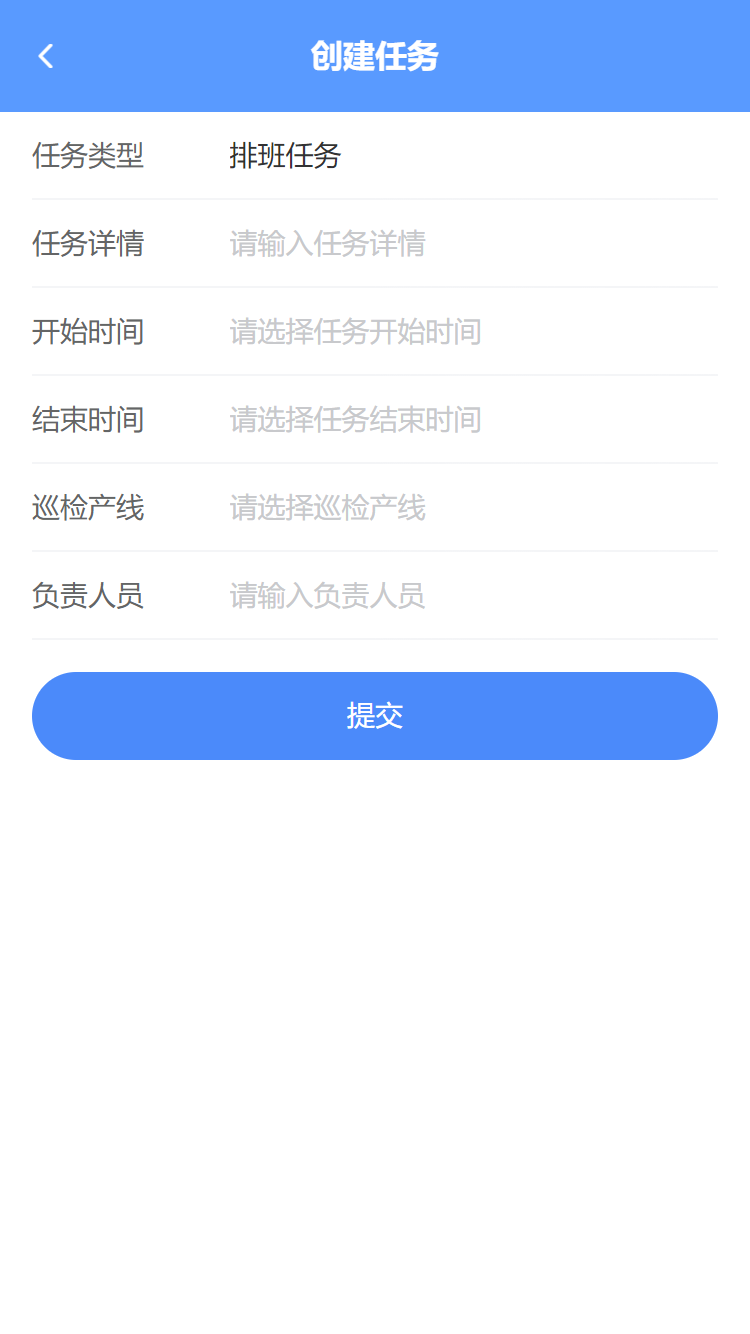 创建任务
任务类型 排班任务
任务详情 请输入任务详情
开始时间 请选择任务开始时间
结束时间 请选择任务结束时间
巡检产线 请选择巡检产线
负责人员 请输入负责人员
提交